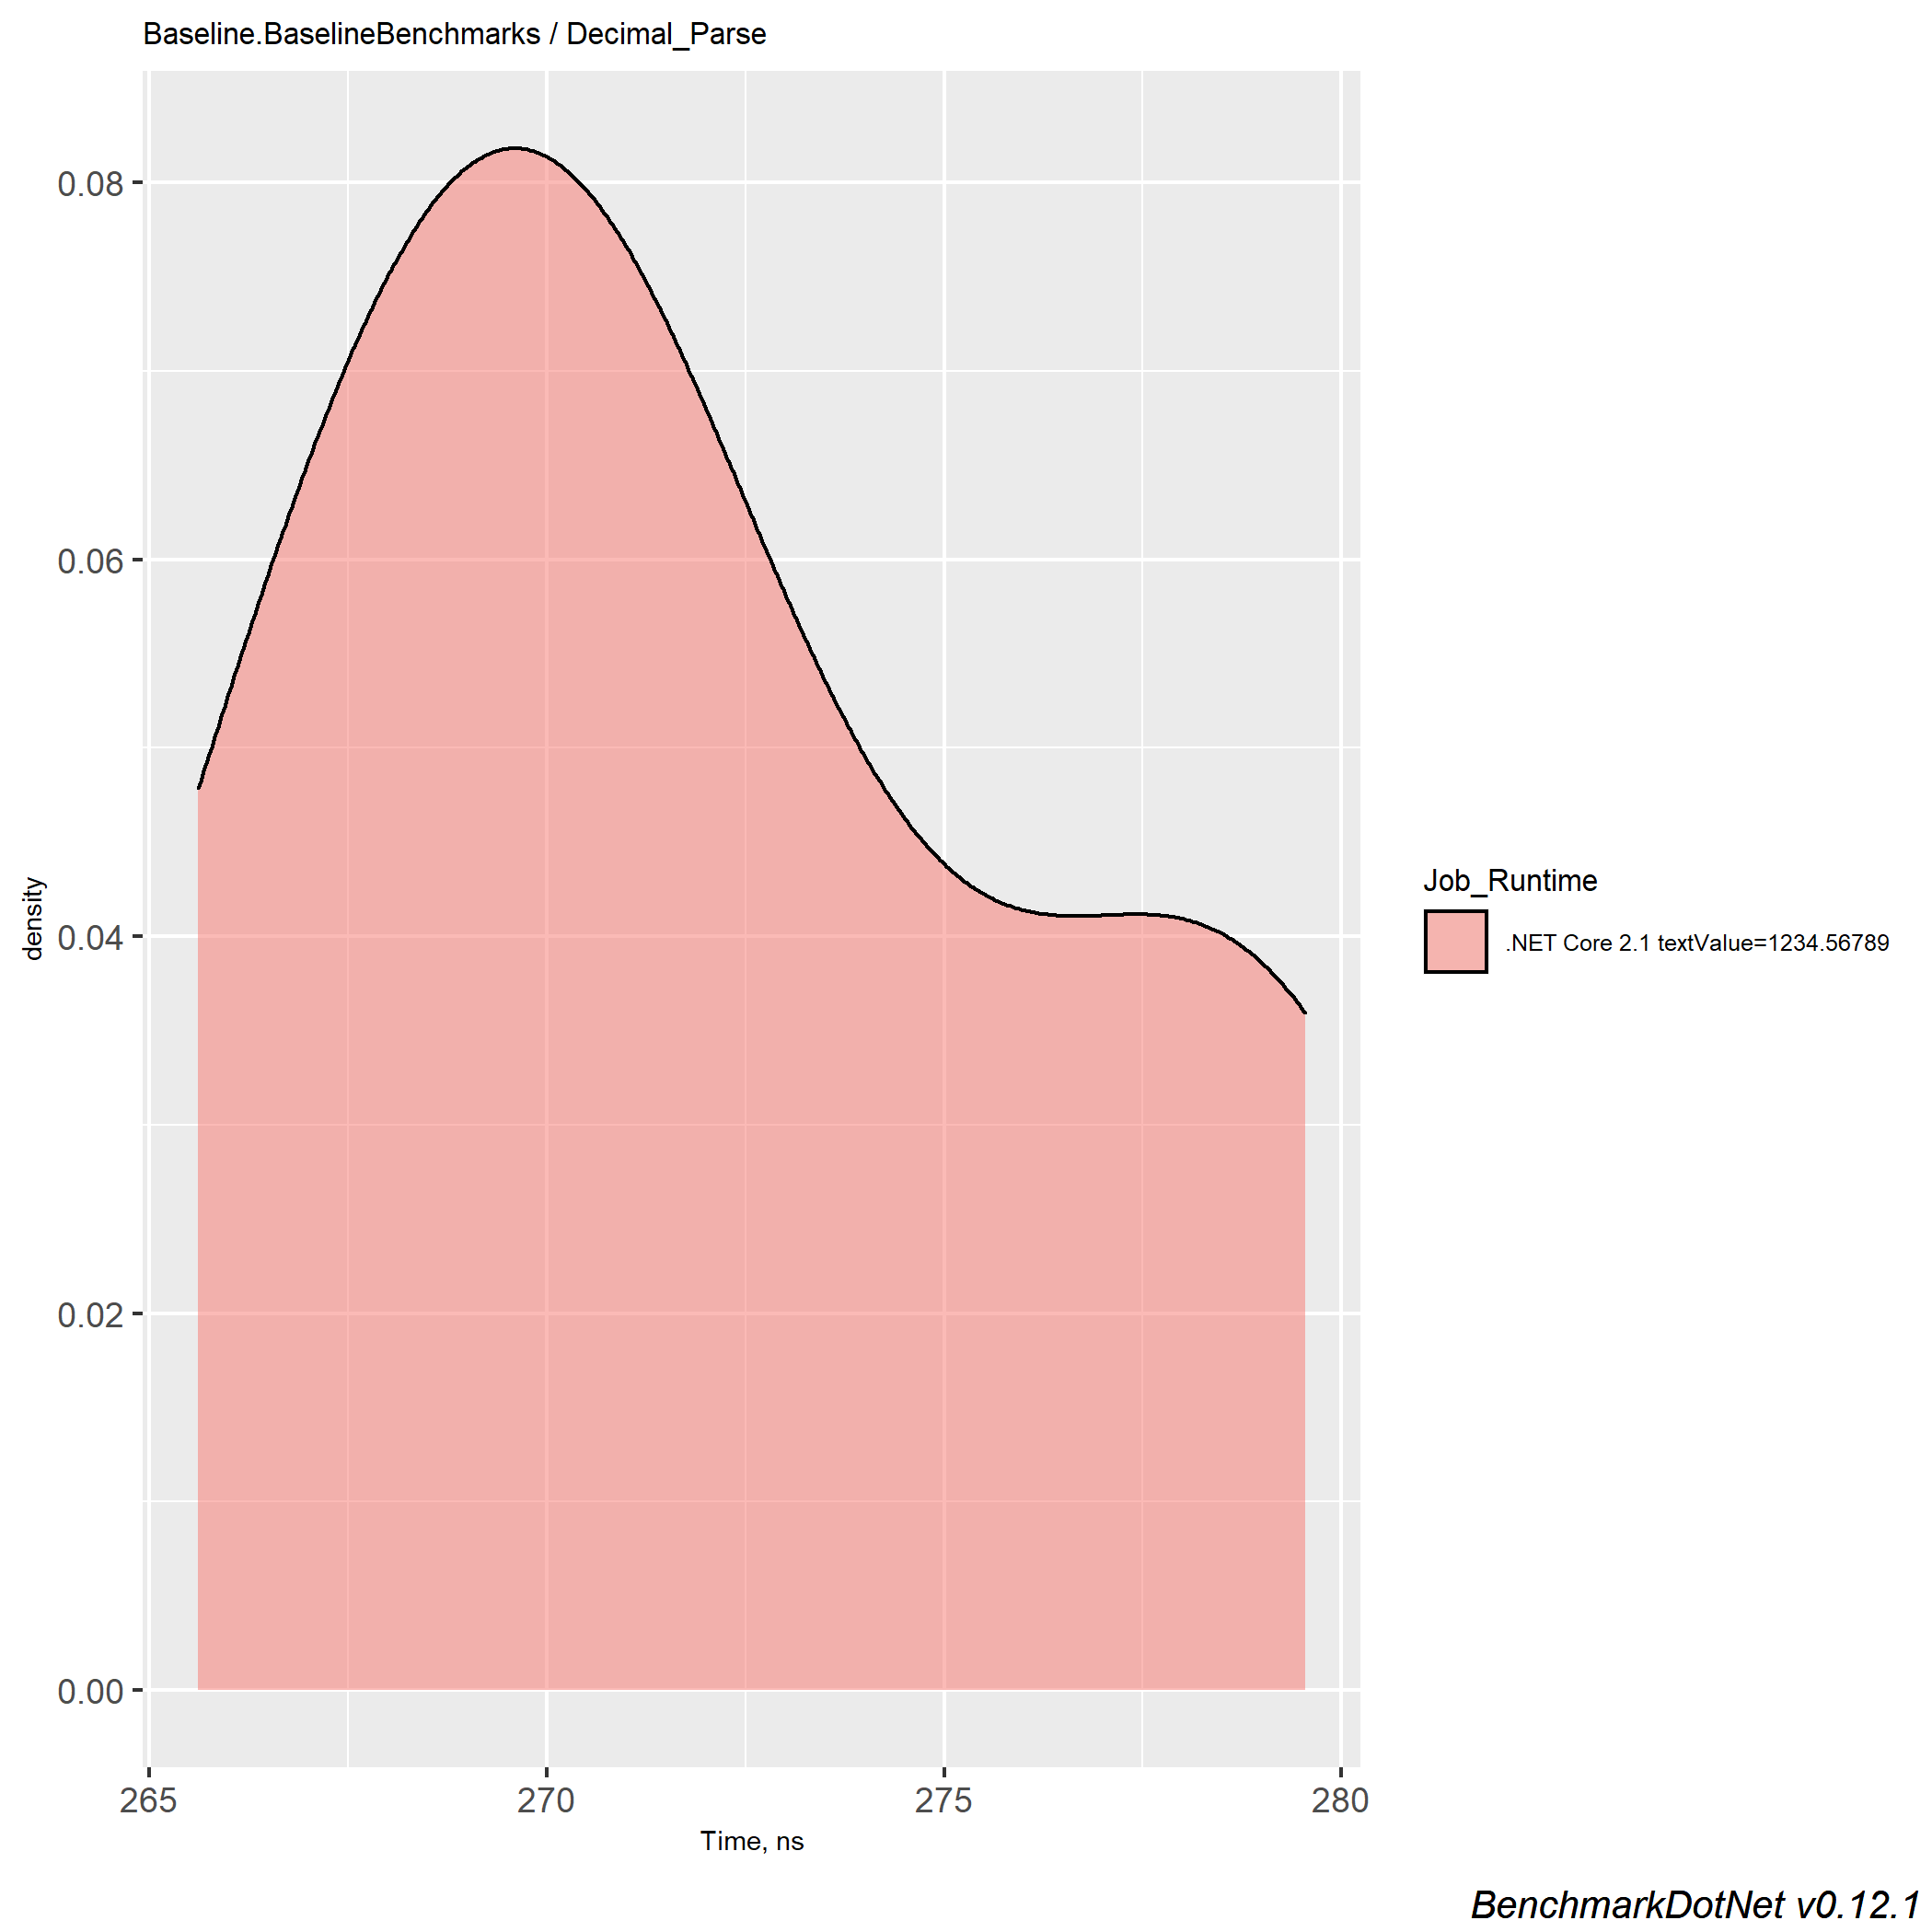 Baseline.BaselineBenchmarks / Decimal_Parse
0.08
0.06
0.04
0.02
0.00
density
265 270 275 280
Time, ns
Job_Runtime
.NET Core 2.1 textValue=1234.56789
BenchmarkDotNet v0.12.1